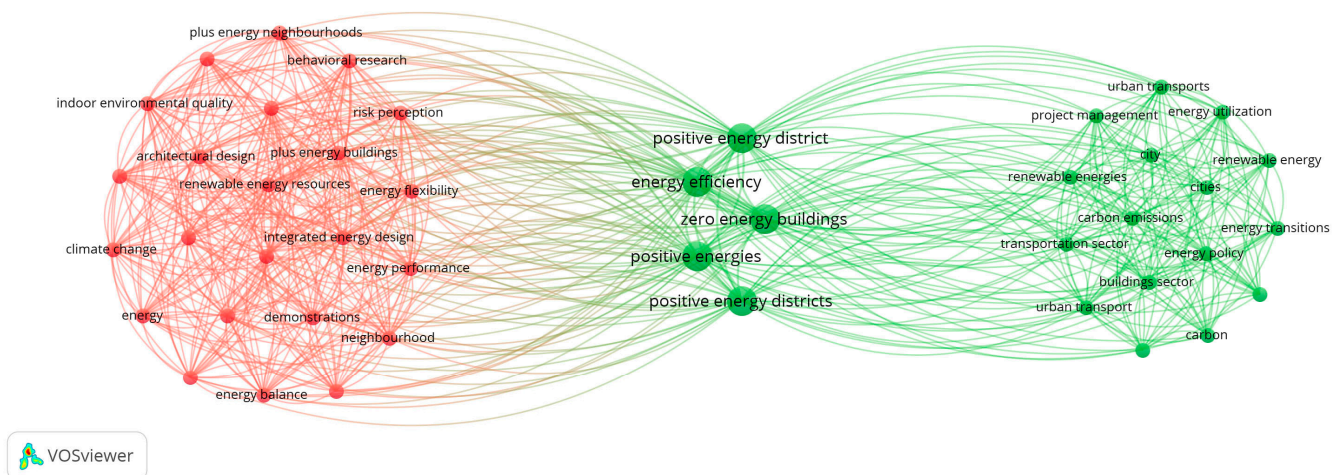 plus energy neighbourhoods
behavioral research
indoor environmental quality
risk perception
architectural design
plus energy buildings
renewable energy resources
energy flexibility
climate change
integrated energy design
energy performance
energy
demonstrations
neighbourhood
energy balance
positive energy district
energy efficiency
zero energy buildings
positive energies
positive energy districts
urban transports
project management
energy utilization
city
renewable energy
renewable energies
cities
carbon emissions
energy transitions
transportation sector
energy policy
buildings sector
urban transport
carbon
VOSviewer